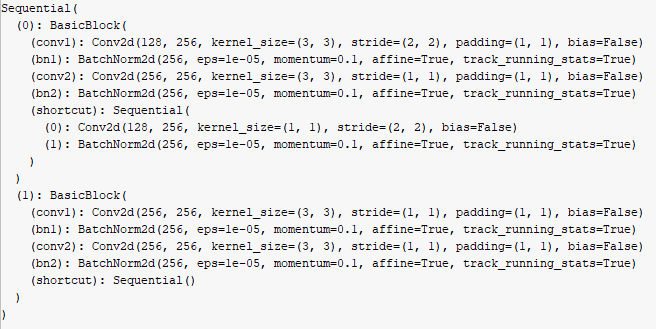 Sequential(
  (0): BasicBlock(
    (conv1): Conv2d(128, 256, kernel_size=(3, 3), stride=(2, 2), padding=(1, 1), bias=False)
    (bn1): BatchNorm2d(256, eps=1e-05, momentum=0.1, affine=True, track_running_stats=True)
    (conv2): Conv2d(256, 256, kernel_size=(3, 3), stride=(1, 1), padding=(1, 1), bias=False)
    (bn2): BatchNorm2d(256, eps=1e-05, momentum=0.1, affine=True, track_running_stats=True)
    (shortcut): Sequential(
      (0): Conv2d(128, 256, kernel_size=(1, 1), stride=(2, 2), bias=False)
      (1): BatchNorm2d(256, eps=1e-05, momentum=0.1, affine=True, track_running_stats=True)
    )
  )
  (1): BasicBlock(
    (conv1): Conv2d(256, 256, kernel_size=(3, 3), stride=(1, 1), padding=(1, 1), bias=False)
    (bn1): BatchNorm2d(256, eps=1e-05, momentum=0.1, affine=True, track_running_stats=True)
    (conv2): Conv2d(256, 256, kernel_size=(3, 3), stride=(1, 1), padding=(1, 1), bias=False)
    (bn2): BatchNorm2d(256, eps=1e-05, momentum=0.1, affine=True, track_running_stats=True)
    (shortcut): Sequential()
  )
)